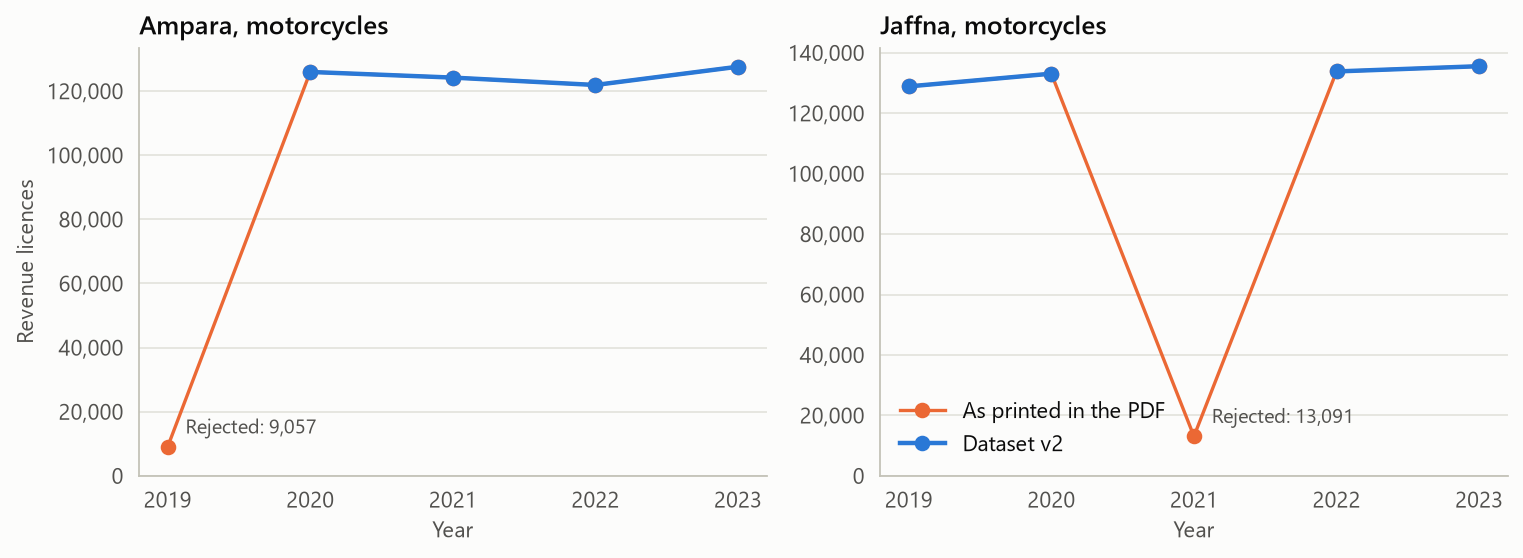 Ampara, motorcycles
Revenue licences
120,000
100,000
80,000
60,000
40,000
20,000
0
Rejected: 9,057
2019 2020 2021 2022 2023
Year
Jaffna, motorcycles
140,000
120,000
100,000
80,000
60,000
40,000
20,000
0
As printed in the PDF
Dataset v2
Rejected: 13,091
2019 2020 2021 2022 2023
Year